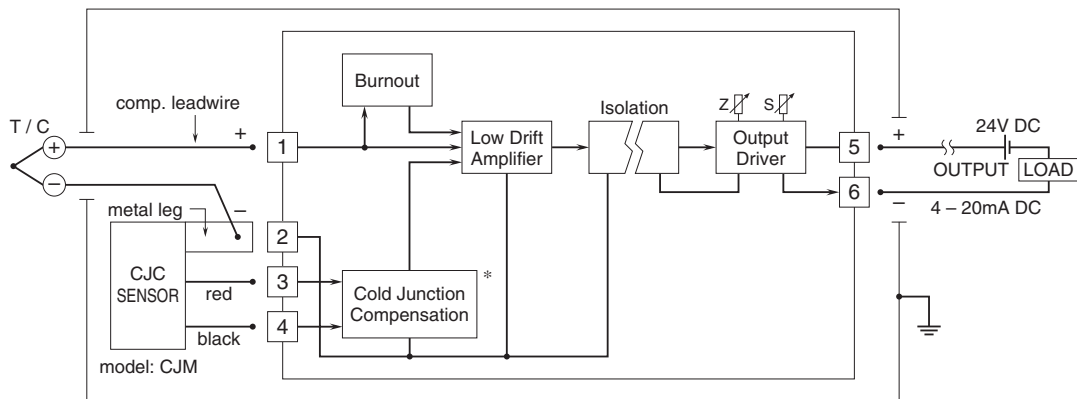 Burnout
comp. leadwire
T / C
+
+
1
Low Drift
Amplifier
Isolation
Z
S
Output
Driver
5
+
24V DC
OUTPUT
LOAD
6
−
4 – 20mA DC
−
metal leg
−
2
CJC
SENSOR
red
3
black
4
Cold Junction
Compensation
*
model: CJM